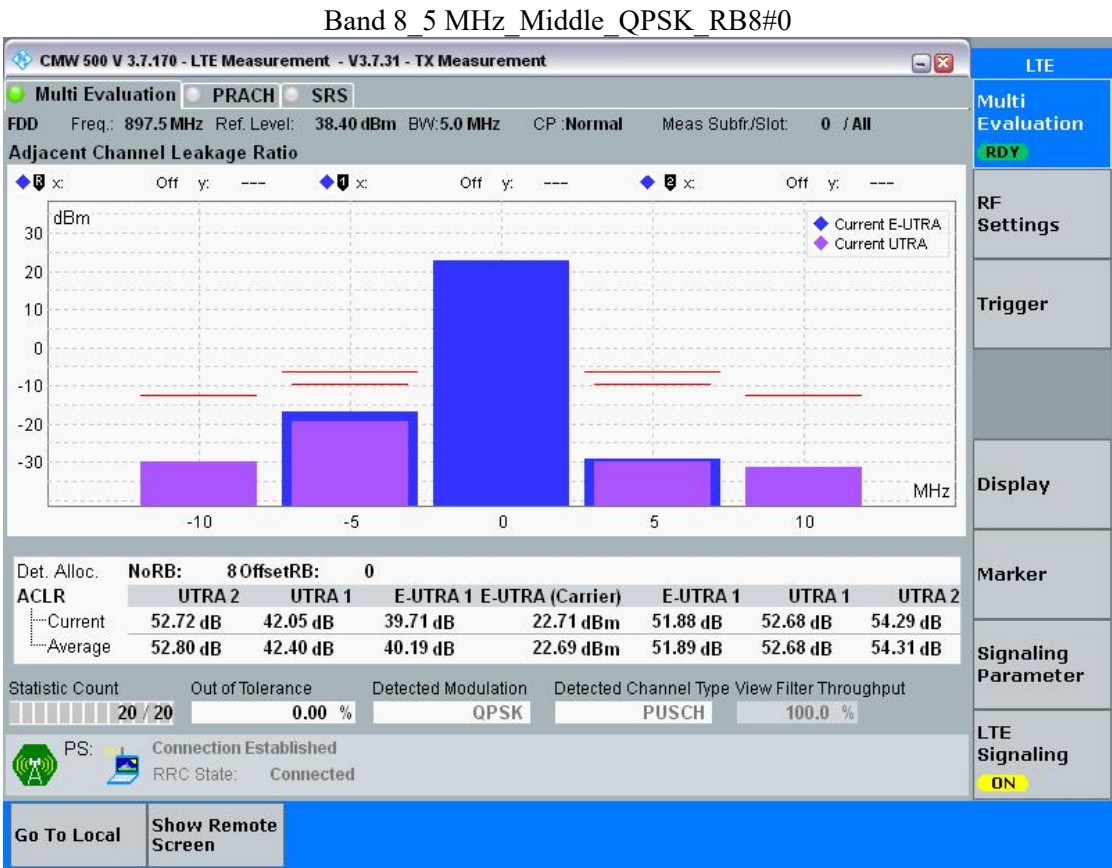 Band 8_5 MHz_Middle_QPSK_RB8#0
CMW 500 V 3.7.170 - LTE Measurement - V3.7.31 - TX Measurement
LTE
Multi Evaluation PRACH SRS
FDD Freq.: 897.5 MHz Ref. Level: 38.40 dBm BW: 5.0 MHz CP : Normal Meas Subfr./Slot: 0 / All
Adjacent Channel Leakage Ratio
R x: Off y: --- 1 x: Off y: --- 2 x: Off y: ---
dBm
Current E-UTRA
Current UTRA
30
20
10
0
-10
-20
-30
MHz
-10 -5 0 5 10
Det. Alloc. NoRB: 8 OffsetRB: 0
ACLR UTRA 2 UTRA 1 E-UTRA 1 E-UTRA (Carrier) E-UTRA 1 UTRA 1 UTRA 2
Current 52.72 dB 42.05 dB 39.71 dB 22.71 dBm 51.88 dB 52.68 dB 54.29 dB
Average 52.80 dB 42.40 dB 40.19 dB 22.69 dBm 51.89 dB 52.68 dB 54.31 dB
Statistic Count Out of Tolerance Detected Modulation Detected Channel Type View Filter Throughput
20 / 20 0.00 % QPSK PUSCH 100.0 %
PS: Connection Established
RRC State: Connected
Multi
Evaluation
RDY
RF
Settings
Trigger
Display
Marker
Signaling
Parameter
LTE
Signaling
ON
Go To Local
Show Remote
Screen